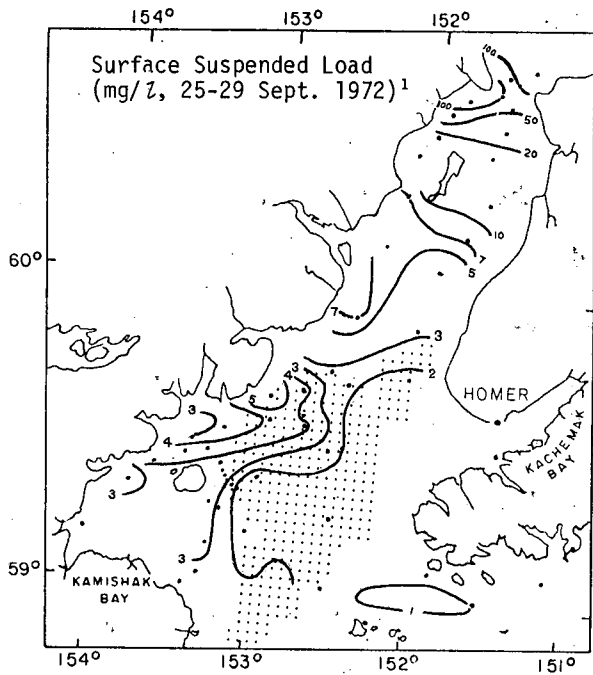 154° 153° 152°
Surface Suspended Load
(mg/l, 25-29 Sept. 1972)¹
100
100
50
20
10
7
60°
5
7
3
3
4
2
5
HOMER
3
4
KACHEMAK
BAY
3
59°
3
KAMISHAK
BAY
1
154° 153° 152° 151°